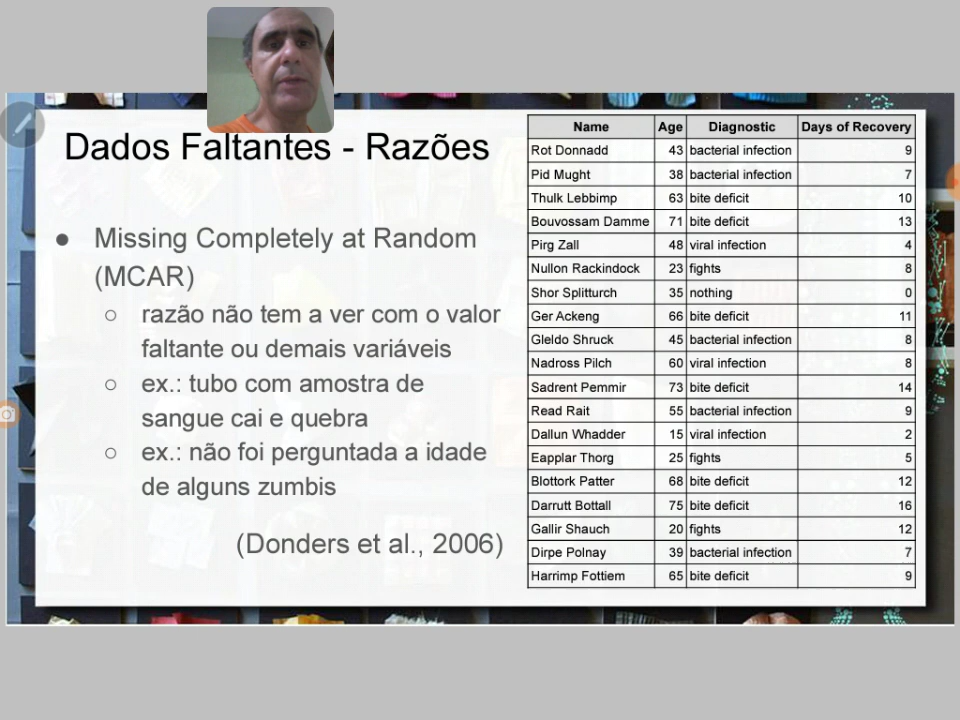 Dados Faltantes - Razões
● Missing Completely at Random
(MCAR)
○ razão não tem a ver com o valor
faltante ou demais variáveis
○ ex.: tubo com amostra de
sangue cai e quebra
○ ex.: não foi perguntada a idade
de alguns zumbis
(Donders et al., 2006)
Name Age Diagnostic Days of Recovery
Rot Donnadd 43 bacterial infection 9
Pid Mught 38 bacterial infection 7
Thulk Lebbimp 63 bite deficit 10
Bouvossam Damme 71 bite deficit 13
Pirg Zall 48 viral infection 4
Nullon Rackindock 23 fights 8
Shor Splitturch 35 nothing 0
Ger Ackeng 66 bite deficit 11
Gleldo Shruck 45 bacterial infection 8
Nadross Pilch 60 viral infection 8
Sadrent Pemmir 73 bite deficit 14
Read Rait 55 bacterial infection 9
Dallun Whadder 15 viral infection 2
Eapplar Thorg 25 fights 5
Blottork Patter 68 bite deficit 12
Darrutt Bottall 75 bite deficit 16
Gallir Shauch 20 fights 12
Dirpe Polnay 39 bacterial infection 7
Harrimp Fottiem 65 bite deficit 9